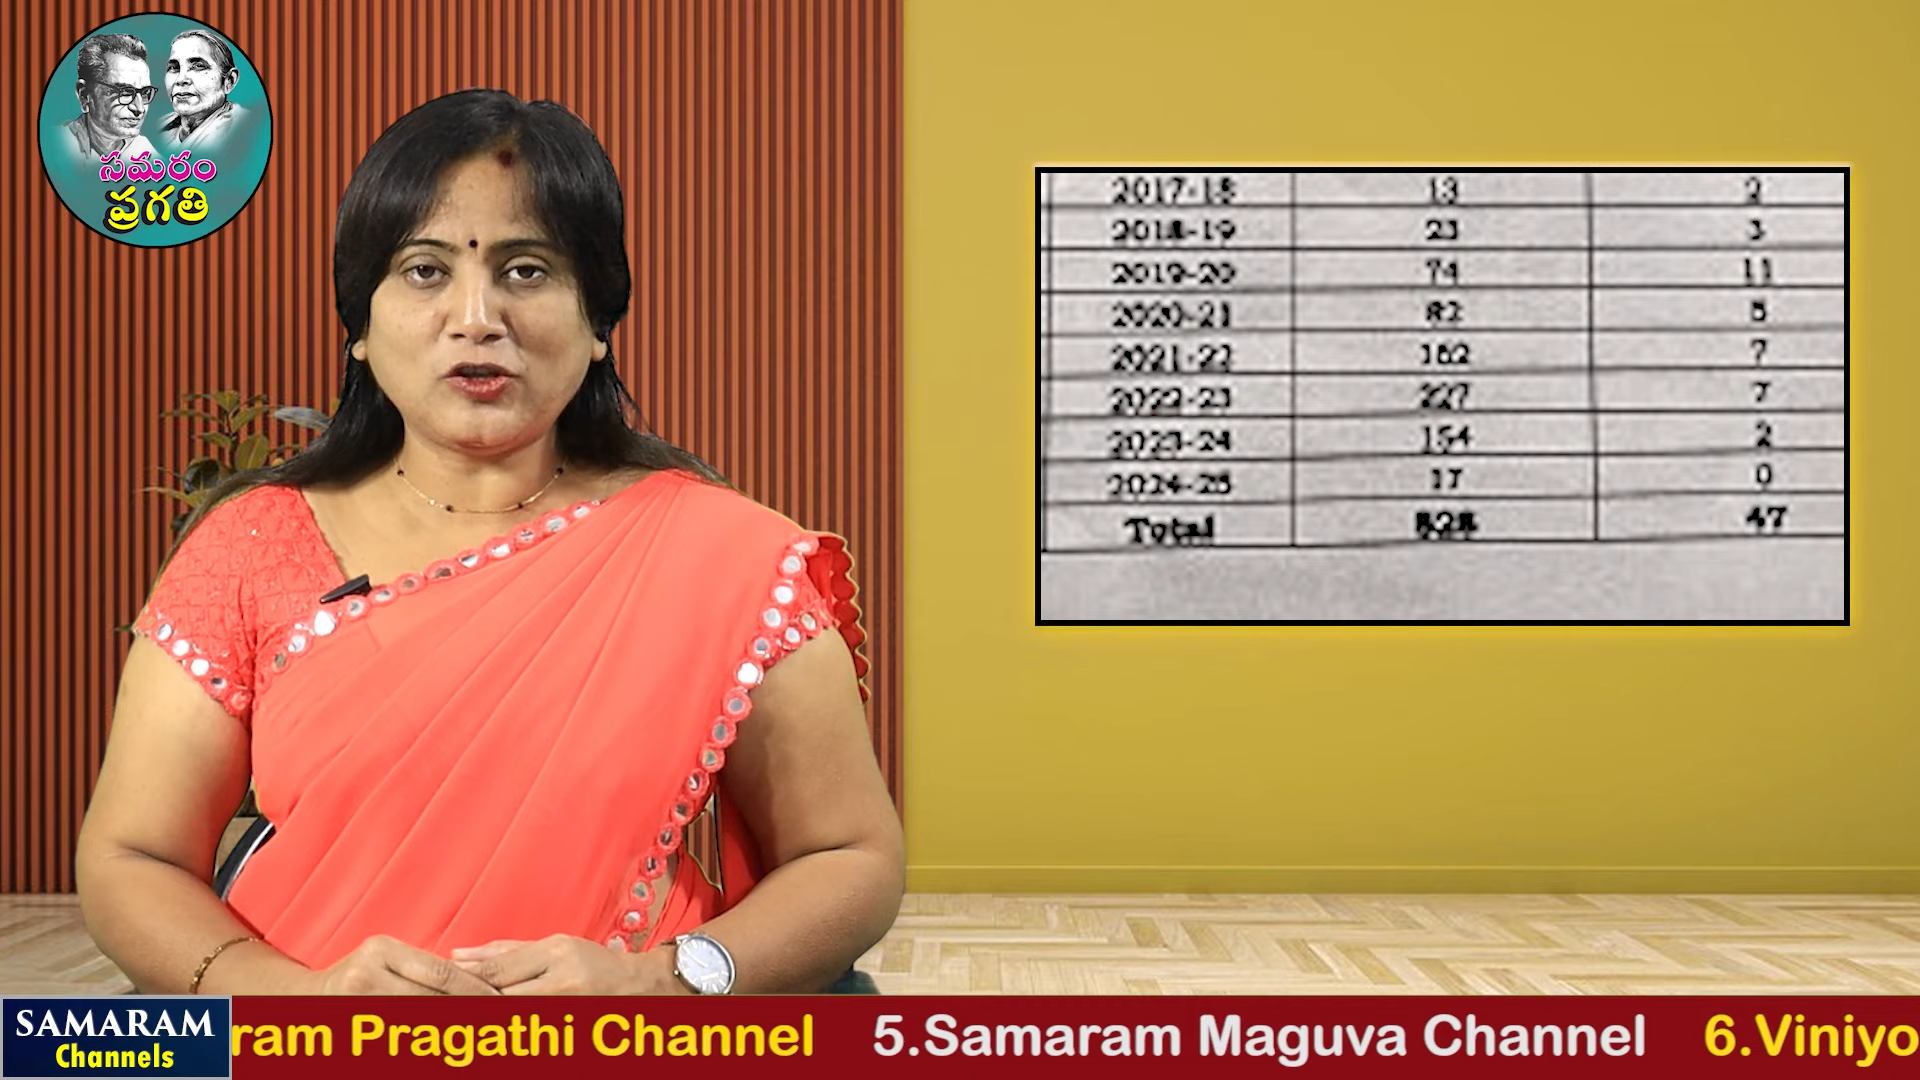 సమరం
ప్రగతి
2017-18 13 2
2018-19 23 3
2019-20 74 11
2020-21 82 5
2021-22 7
2022-23 227 7
2023-24 154 2
2024-25 17 0
Total 47
SAMARAM
Channels
ram Pragathi Channel 5.Samaram Maguva Channel 6.Viniyo